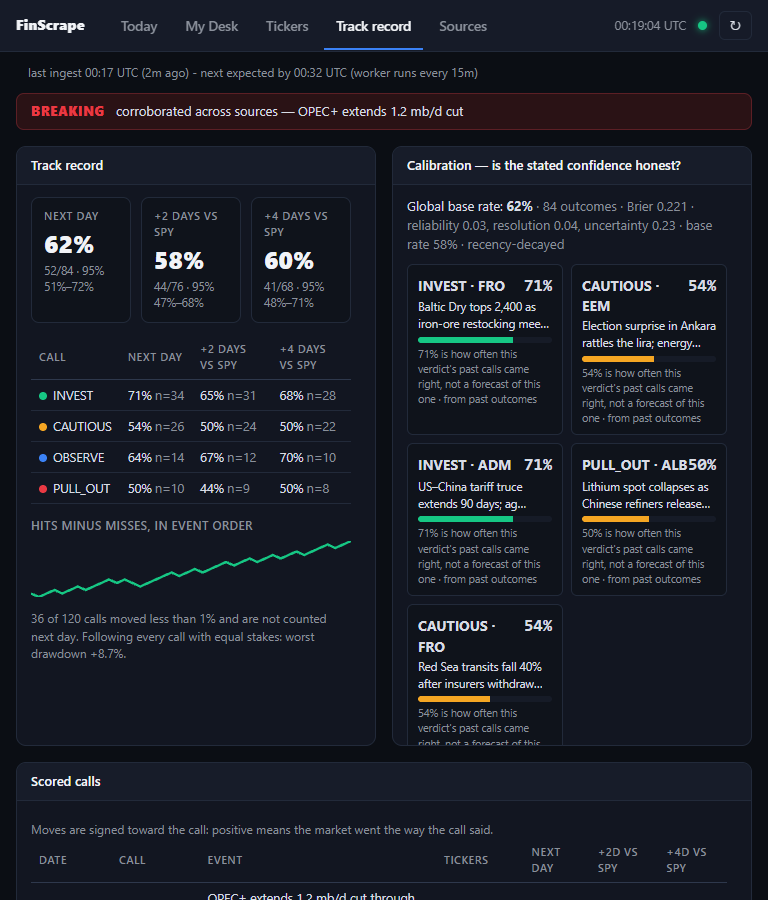 FinScrape Today My Desk Tickers Track record Sources 00:19:04 UTC
last ingest 00:17 UTC (2m ago) - next expected by 00:32 UTC (worker runs every 15m)
BREAKING corroborated across sources — OPEC+ extends 1.2 mb/d cut
Track record
NEXT DAY
62%
52/84 · 95%
51%–72%
+2 DAYS VS
SPY
58%
44/76 · 95%
47%–68%
+4 DAYS VS
SPY
60%
41/68 · 95%
48%–71%
CALL NEXT DAY +2 DAYS VS SPY +4 DAYS VS SPY
INVEST 71% n=34 65% n=31 68% n=28
CAUTIOUS 54% n=26 50% n=24 50% n=22
OBSERVE 64% n=14 67% n=12 70% n=10
PULL_OUT 50% n=10 44% n=9 50% n=8
HITS MINUS MISSES, IN EVENT ORDER
36 of 120 calls moved less than 1% and are not counted
next day. Following every call with equal stakes: worst
drawdown +8.7%.
Calibration — is the stated confidence honest?
Global base rate: 62% · 84 outcomes · Brier 0.221 ·
reliability 0.03, resolution 0.04, uncertainty 0.23 · base
rate 58% · recency-decayed
INVEST · FRO 71%
Baltic Dry tops 2,400 as
iron-ore restocking mee...
71% is how often this
verdict's past calls came
right, not a forecast of this
one · from past outcomes
CAUTIOUS · EEM 54%
Election surprise in Ankara
rattles the lira; energy...
54% is how often this
verdict's past calls came
right, not a forecast of this
one · from past outcomes
INVEST · ADM 71%
US–China tariff truce
extends 90 days; ag...
71% is how often this
verdict's past calls came
right, not a forecast of this
one · from past outcomes
PULL_OUT · ALB 50%
Lithium spot collapses as
Chinese refiners release...
50% is how often this
verdict's past calls came
right, not a forecast of this
one · from past outcomes
CAUTIOUS · FRO 54%
Red Sea transits fall 40%
after insurers withdraw...
54% is how often this
verdict's past calls came
right, not a forecast of this
Scored calls
Moves are signed toward the call: positive means the market went the way the call said.
DATE CALL EVENT TICKERS NEXT DAY +2D VS SPY +4D VS SPY
OPEC+ extends 1.2 mb/d cut through